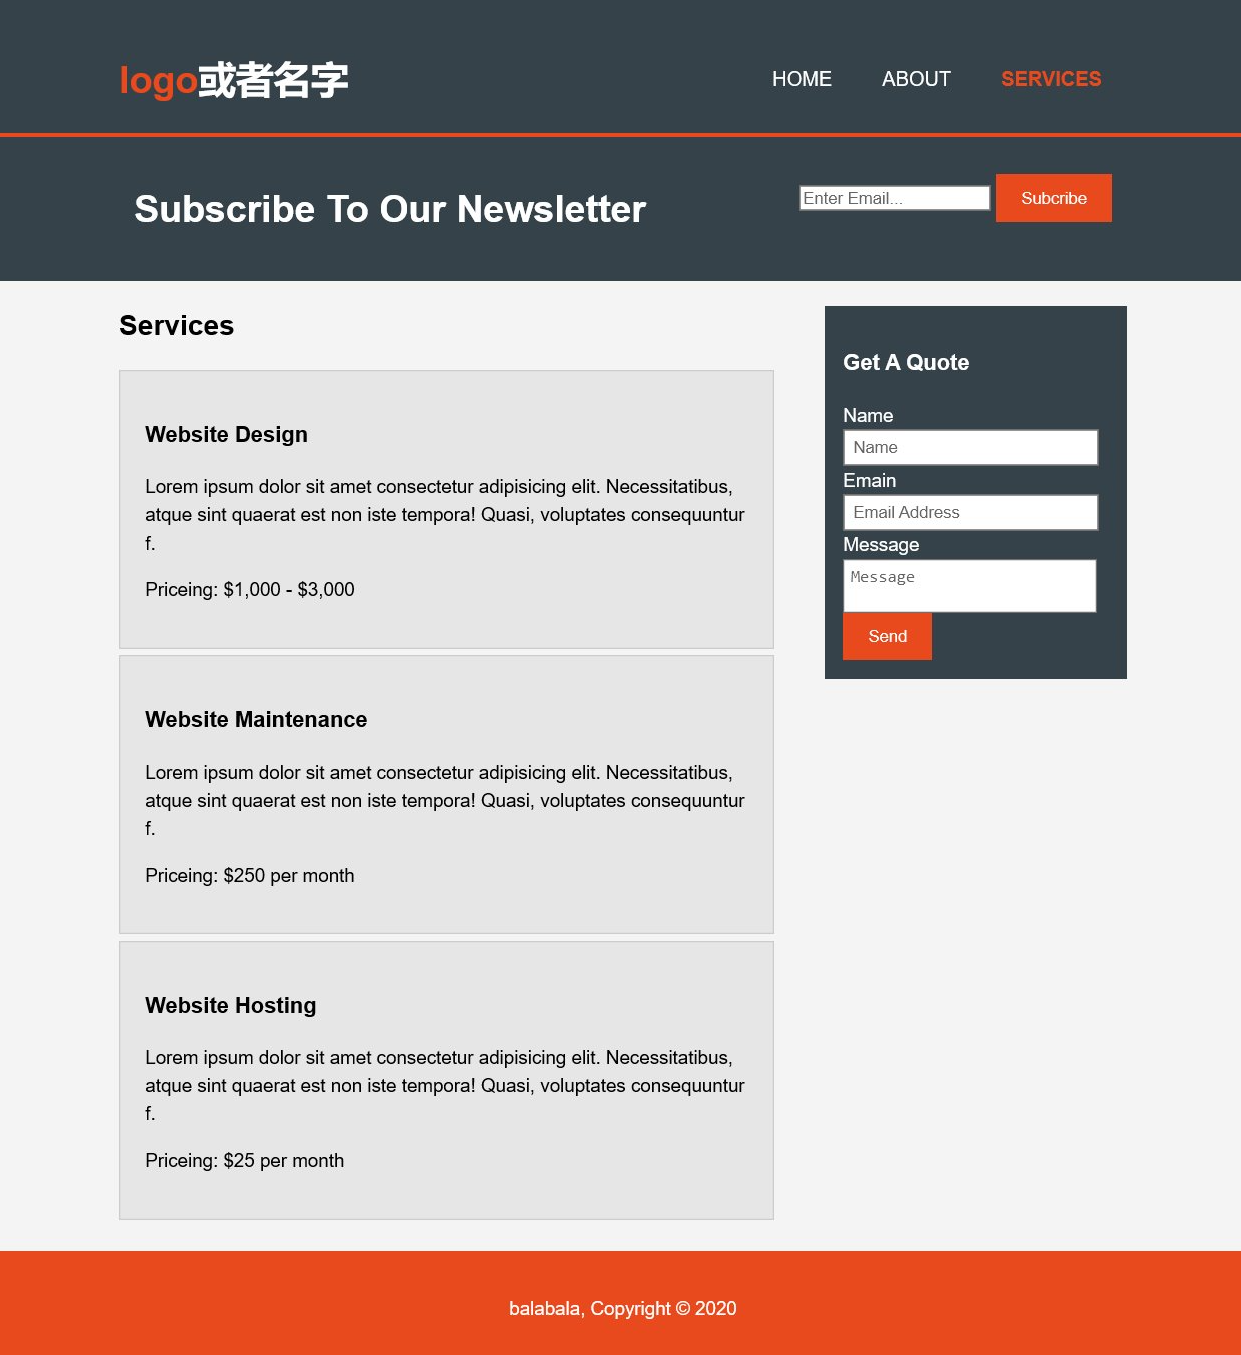 logo或者名字
HOME ABOUT SERVICES
Subscribe To Our Newsletter
Enter Email... Subcribe
Services
Website Design
Lorem ipsum dolor sit amet consectetur adipisicing elit. Necessitatibus,
atque sint quaerat est non iste tempora! Quasi, voluptates consequuntur
f.
Priceing: $1,000 - $3,000
Website Maintenance
Lorem ipsum dolor sit amet consectetur adipisicing elit. Necessitatibus,
atque sint quaerat est non iste tempora! Quasi, voluptates consequuntur
f.
Priceing: $250 per month
Website Hosting
Lorem ipsum dolor sit amet consectetur adipisicing elit. Necessitatibus,
atque sint quaerat est non iste tempora! Quasi, voluptates consequuntur
f.
Priceing: $25 per month
Get A Quote
Name
Name
Emain
Email Address
Message
Message
Send
balabala, Copyright © 2020